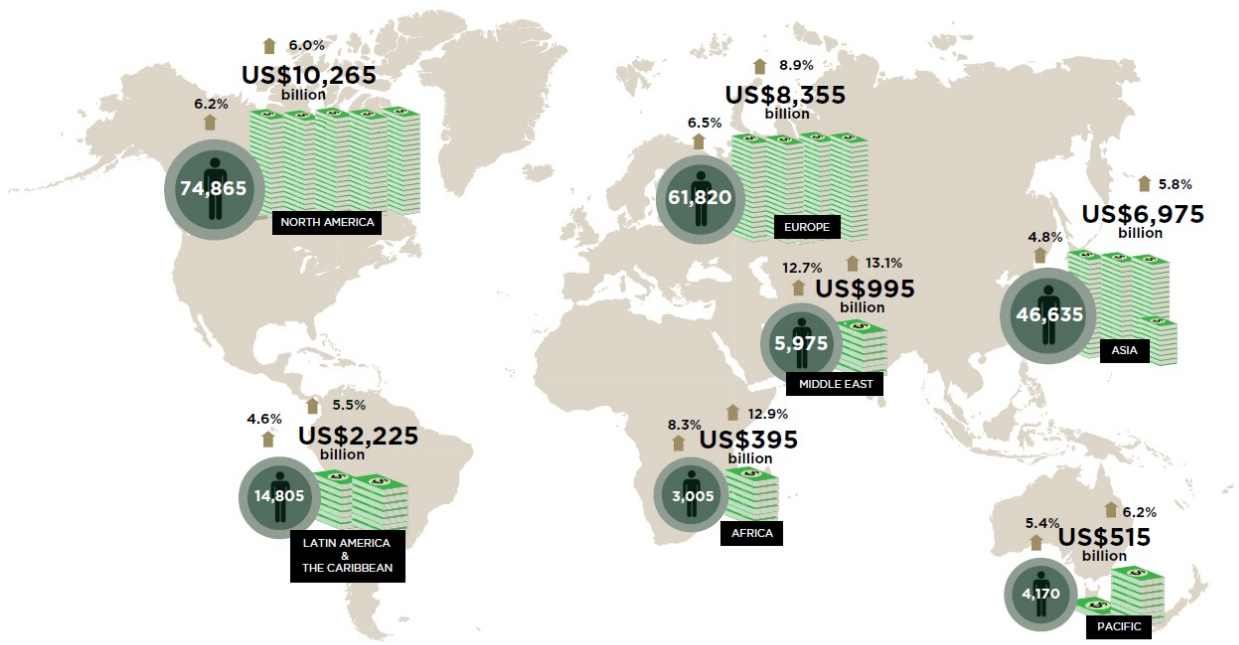 6.0%
US$10,265
billion
6.2%
74,865
NORTH AMERICA
8.9%
US$8,355
billion
6.5%
61,820
EUROPE
5.8%
US$6,975
billion
4.8%
46,635
ASIA
12.7%
13.1%
US$995
billion
5,975
MIDDLE EAST
5.5%
4.6%
US$2,225
billion
14,805
LATIN AMERICA
&
THE CARIBBEAN
12.9%
8.3%
US$395
billion
3,005
AFRICA
6.2%
5.4%
US$515
billion
4,170
PACIFIC